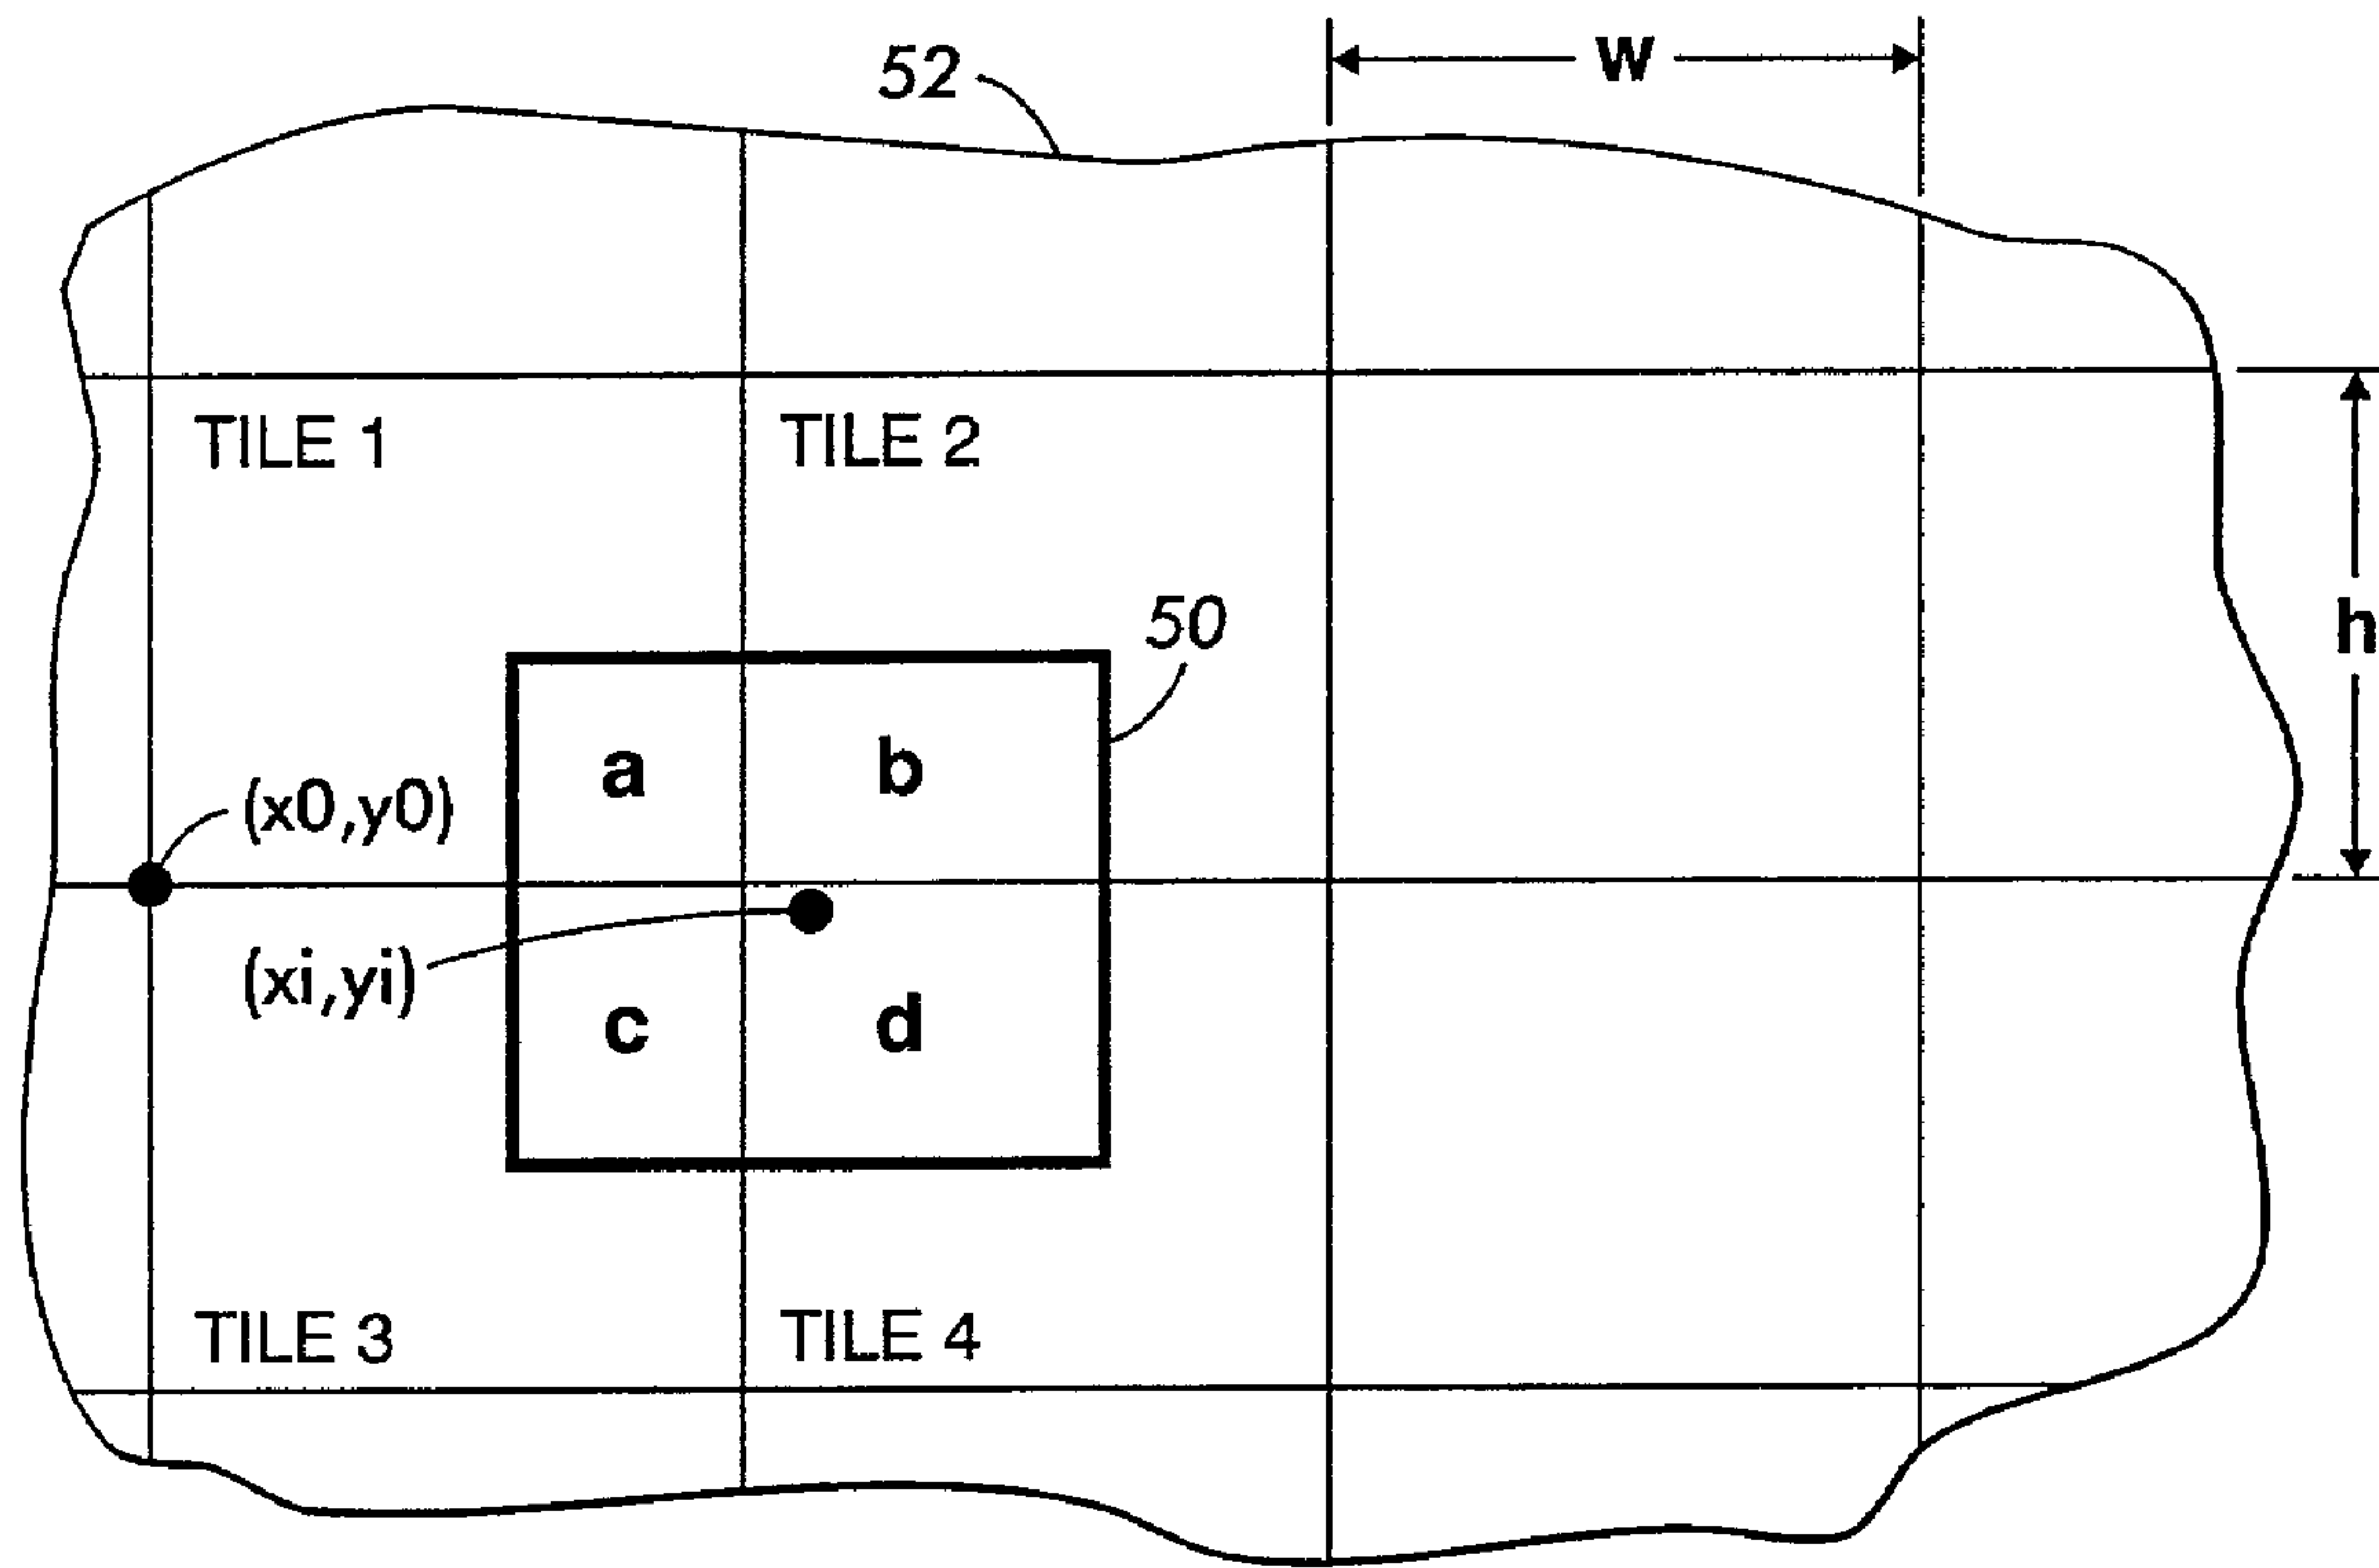 52
w
TILE 1
TILE 2
50
h
a
b
(x0,y0)
(xi,yi)
c
d
TILE 3
TILE 4